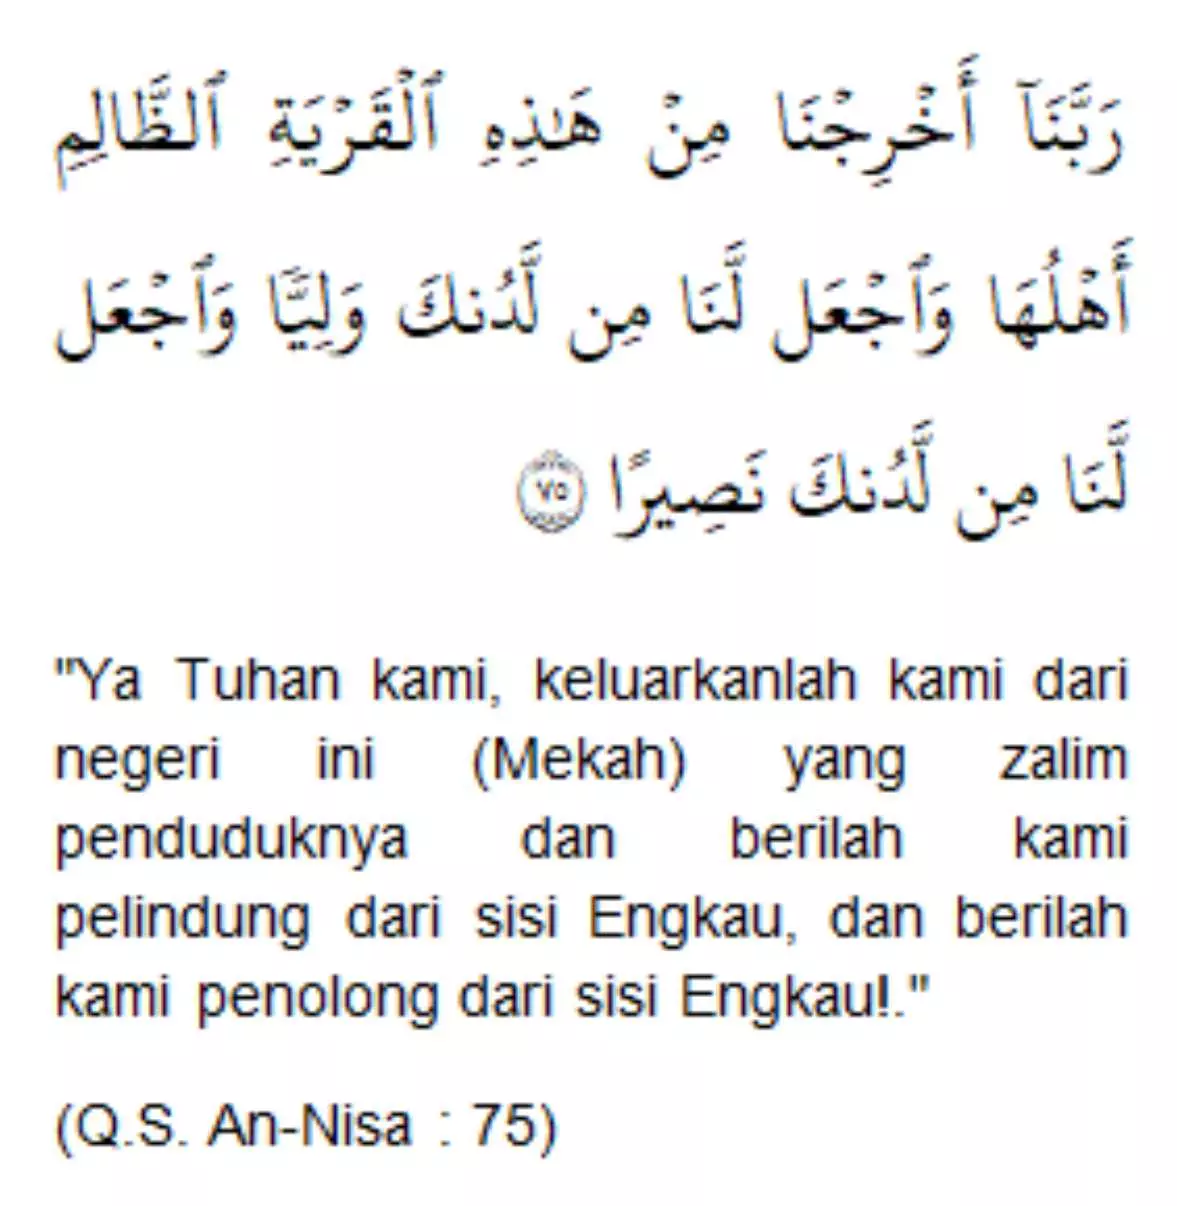 رَبَّنَآ أَخْرِجْنَا مِنْ هَـٰذِهِ ٱلْقَرْيَةِ ٱلظَّالِمِ
أَهْلُهَا وَٱجْعَل لَّنَا مِن لَّدُنكَ وَلِيًّا وَٱجْعَل
لَّنَا مِن لَّدُنكَ نَصِيرًا ٧٥
"Ya Tuhan kami, keluarkanlah kami dari
negeri ini (Mekah) yang zalim
penduduknya dan berilah kami
pelindung dari sisi Engkau, dan berilah
kami penolong dari sisi Engkau!."
(Q.S. An-Nisa : 75)